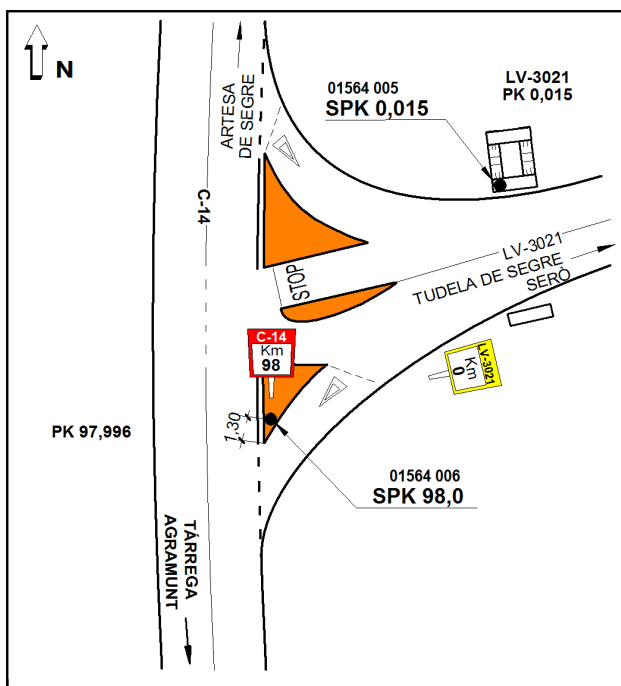 N
ARTESA
DE SEGRE
C-14
01564 005
SPK 0,015
LV-3021
PK 0,015
STOP
LV-3021
TUDELA DE SEGRE
SERÒ
C-14
Km
98
LV-3021
Km
0
1,30
PK 97,996
01564 006
SPK 98,0
TÁRREGA
AGRAMUNT